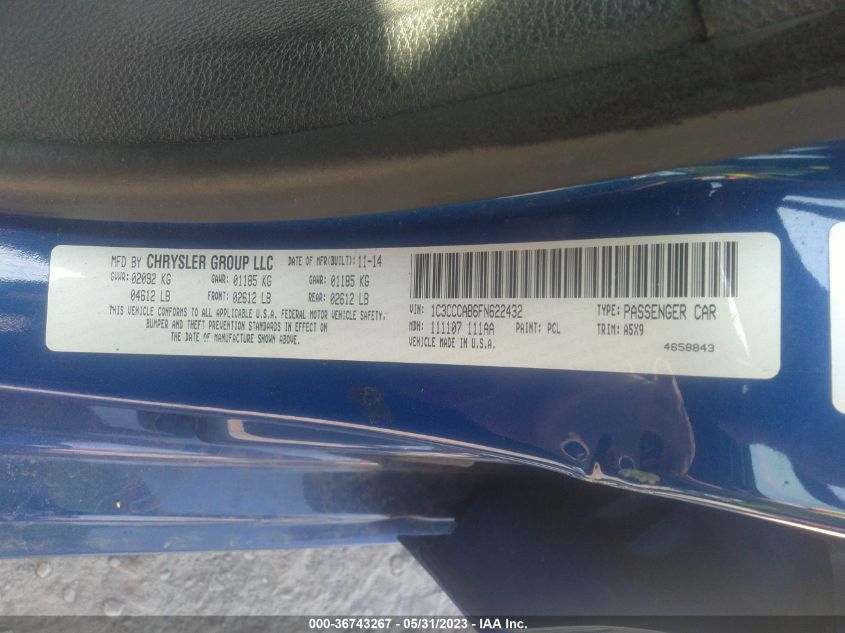 MFD BY CHRYSLER GROUP LLC DATE OF MFR(BUILT): 11-14
GVWR: 02092 KG GAWR: 01185 KG GAWR: 01185 KG
04612 LB FRONT: 02612 LB REAR: 02612 LB
THIS VEHICLE CONFORMS TO ALL APPLICABLE U.S.A. FEDERAL MOTOR VEHICLE SAFETY,
BUMPER AND THEFT PREVENTION STANDARDS IN EFFECT ON
THE DATE OF MANUFACTURE SHOWN ABOVE.
VIN: 1C3CCCAB6FN622432 TYPE: PASSENGER CAR
MDH: 111107 111AA PAINT: PCL TRIM: A5X9
VEHICLE MADE IN U.S.A. 4658843
000-36743267 - 05/31/2023 - IAA Inc.